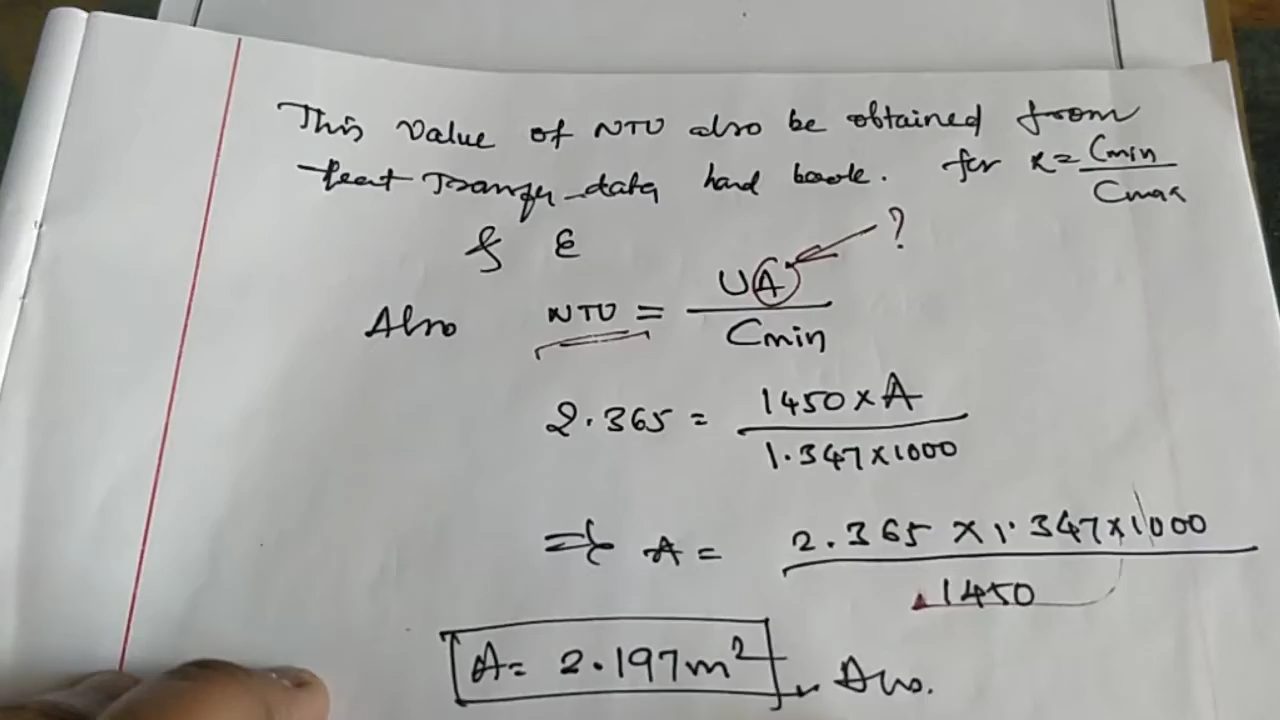 This Value of NTU also be obtained from
Heat Transfer data hand book. for x = Cmin / Cmax
& ε
?
Also NTU = UA / Cmin
2.365 = 1450 x A / 1.347 x 1000
⇒ A = 2.365 x 1.347 x 1000 / 1450
A = 2.197 m² Ans.